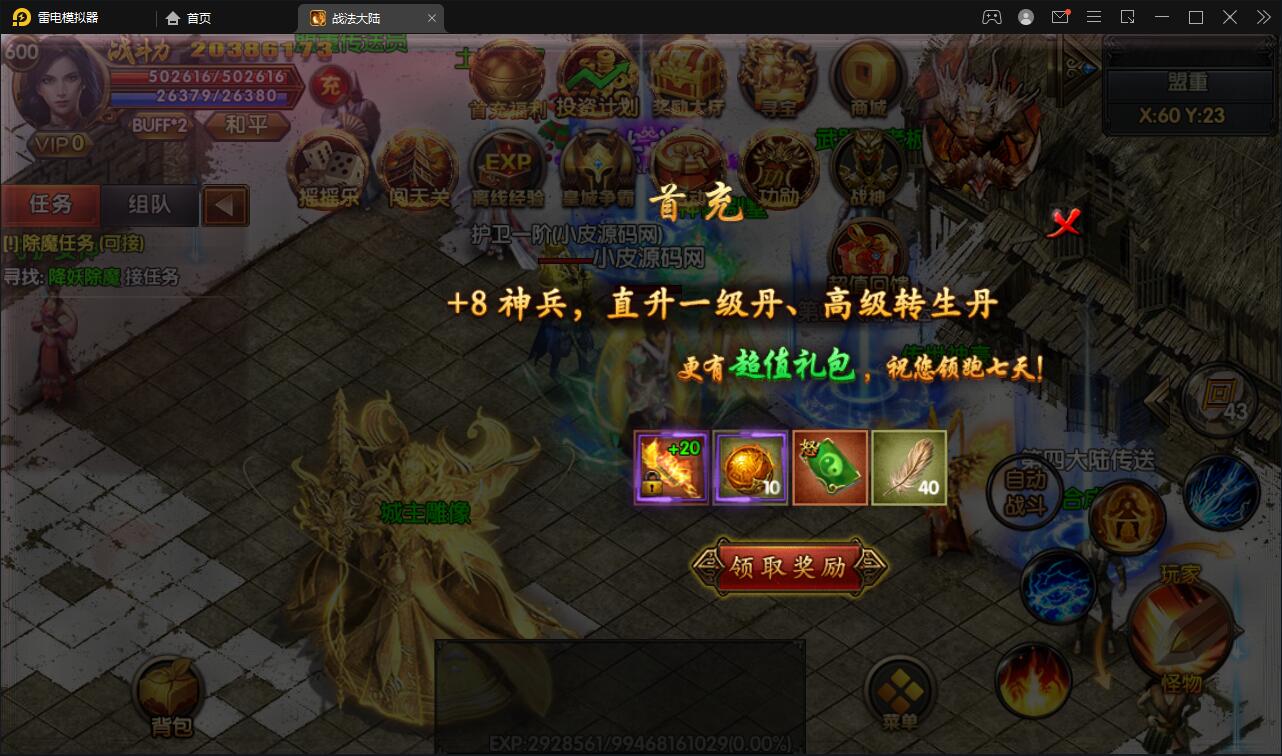 雷电模拟器
首页
战法大陆
600
战斗力 20386173
盟重传送员
502616/502616
26379/26380
充
BUFF*2
和平
VIP0
首充福利
投资计划
奖励大厅
寻宝
商城
盟重
X:60 Y:23
摇摇乐
闯天关
EXP
离线经验
皇城争霸
功勋
战神
任务
组队
首充
[!]除魔任务(可接)
寻找:降妖除魔 接任务
护卫一阶(小皮源码网)
小皮源码网
+8 神兵，直升一级丹、高级转生丹
更有超值礼包，祝您领跑七天！
回
43
+20
10
怒
40
第四大陆传送
自动
战斗
城主雕像
领取奖励
玩家
怪物
背包
菜单
EXP:2928561/99468161029(0.00%)